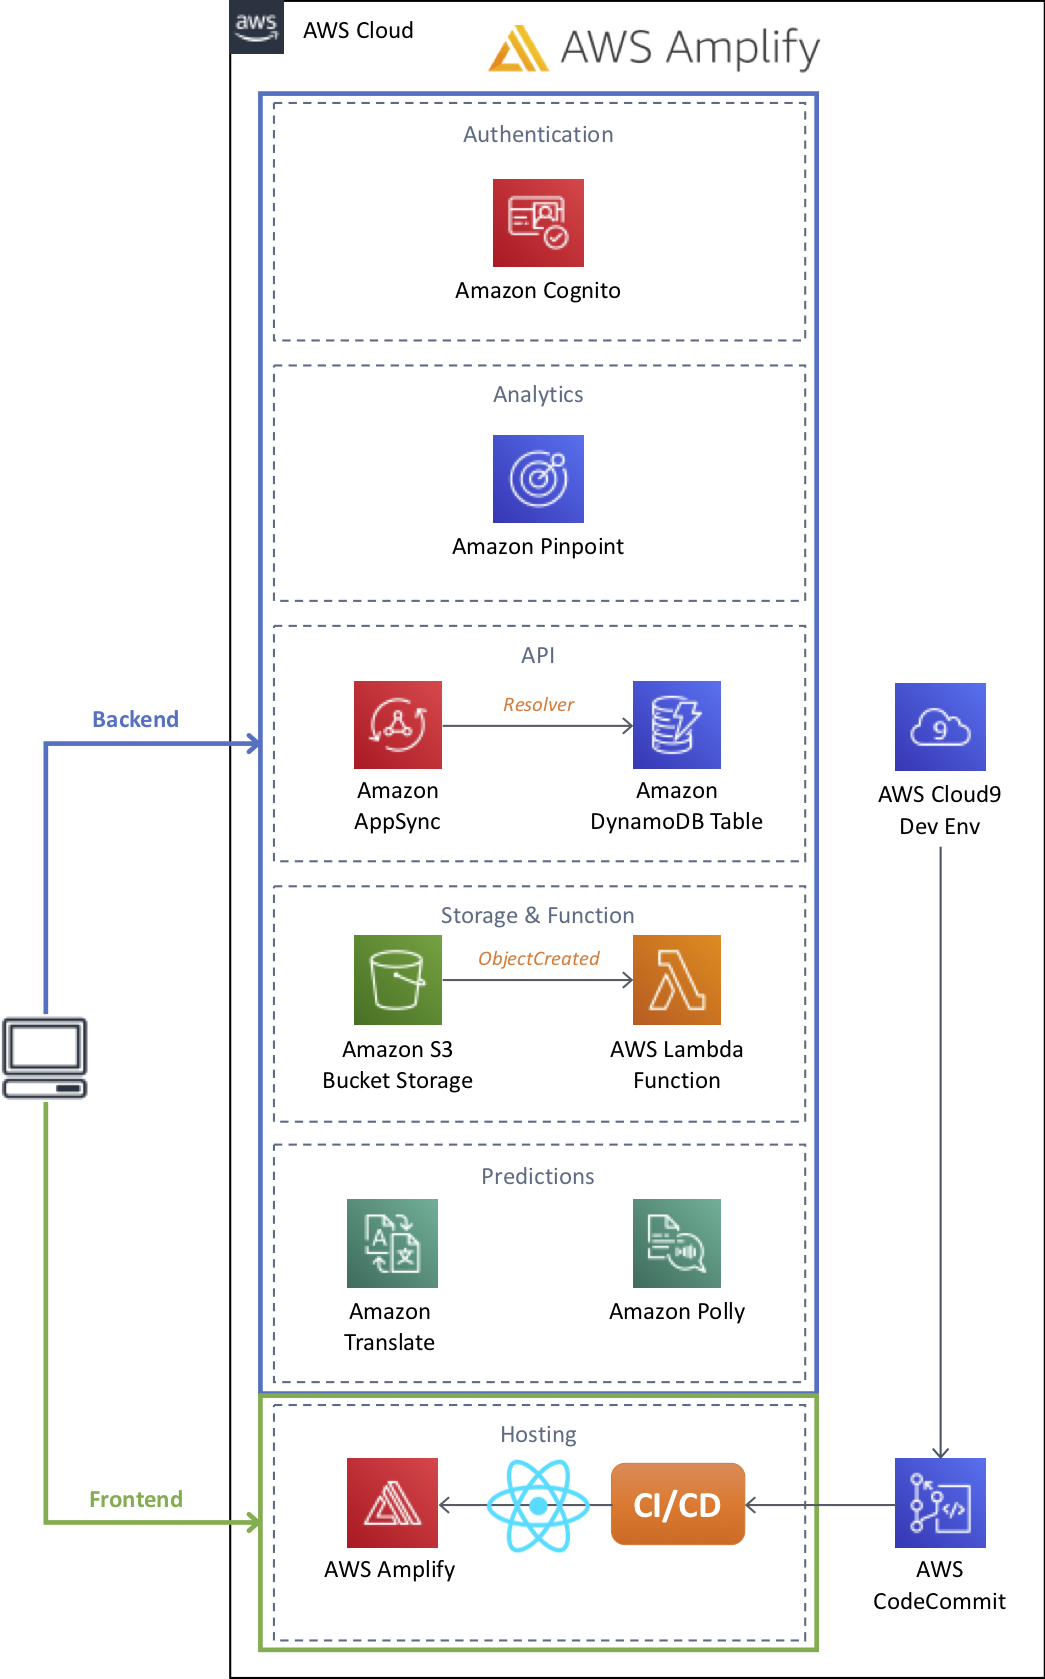 aws
AWS Cloud
AWS Amplify
Authentication
Amazon Cognito
Analytics
Amazon Pinpoint
API
Resolver
Amazon
AppSync
Amazon
DynamoDB Table
Backend
9
AWS Cloud9
Dev Env
Storage & Function
ObjectCreated
Amazon S3
Bucket Storage
AWS Lambda
Function
Predictions
A
文
Amazon
Translate
Amazon Polly
Frontend
Hosting
CI/CD
</>
AWS Amplify
AWS
CodeCommit